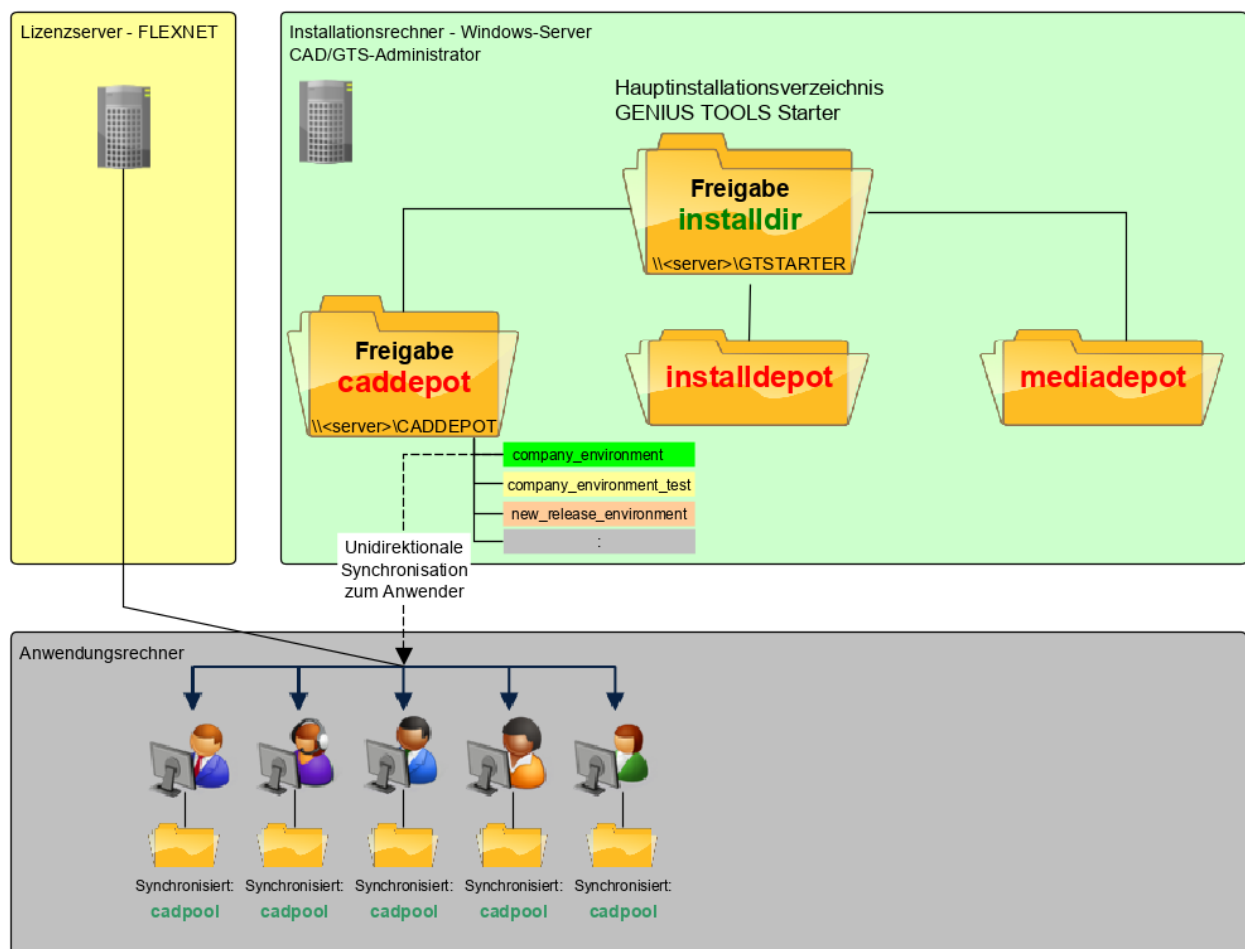 Lizenzserver - FLEXNET
Installationsrechner - Windows-Server
CAD/GTS-Administrator
Hauptinstallationsverzeichnis
GENIUS TOOLS Starter
Freigabe
installdir
\\<server>\GTSTARTER
Freigabe
caddepot
\\<server>\CADDEPOT
installdepot
mediadepot
company_environment
company_environment_test
new_release_environment
:
Unidirektionale
Synchronisation
zum Anwender
Anwendungsrechner
Synchronisiert:
cadpool
Synchronisiert:
cadpool
Synchronisiert:
cadpool
Synchronisiert:
cadpool
Synchronisiert:
cadpool